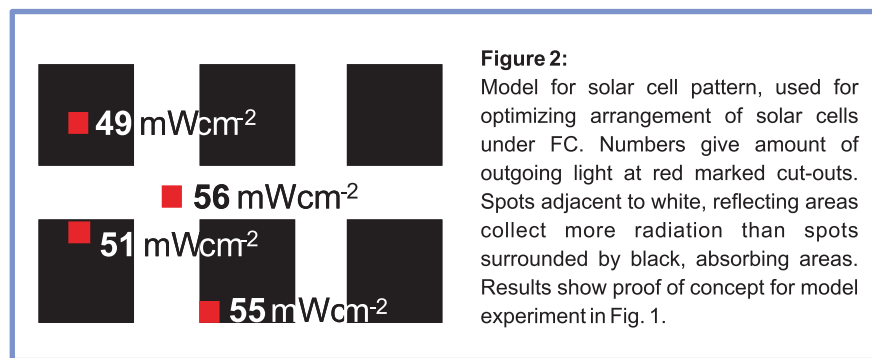 49 mWcm-2
56 mWcm-2
51 mWcm-2
55 mWcm-2
Figure 2:
Model for solar cell pattern, used for
optimizing arrangement of solar cells
under FC. Numbers give amount of
outgoing light at red marked cut-outs.
Spots adjacent to white, reflecting areas
collect more radiation than spots
surrounded by black, absorbing areas.
Results show proof of concept for model
experiment in Fig. 1.